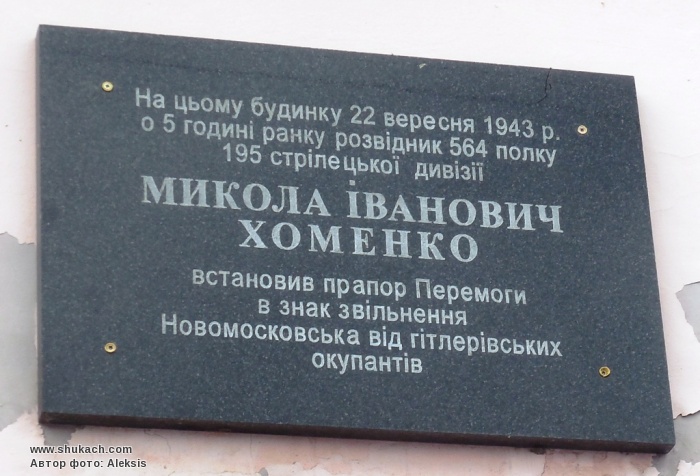 На цьому будинку 22 вересня 1943 р.
о 5 годині ранку розвідник 564 полку
195 стрілецької дивізії
МИКОЛА ІВАНОВИЧ
ХОМЕНКО
встановив прапор Перемоги
в знак звільнення
Новомосковська від гітлерівських
окупантів
www.shukach.com
Автор фото: Aleksis